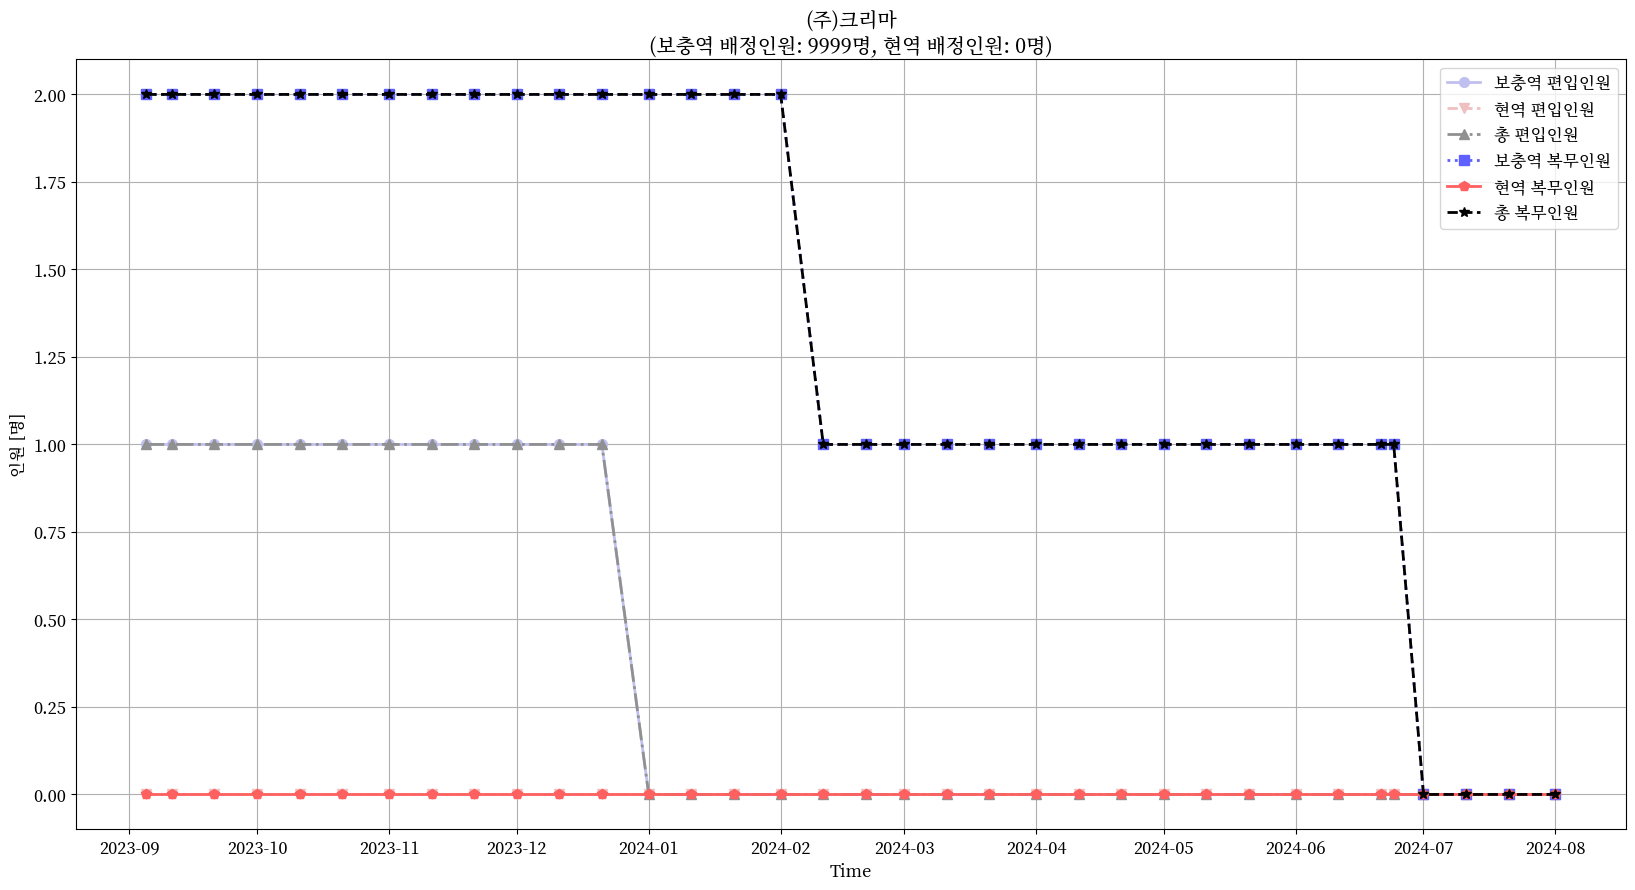 (주)크리마
(보충역 배정인원: 9999명, 현역 배정인원: 0명)
보충역 편입인원
현역 편입인원
총 편입인원
보충역 복무인원
현역 복무인원
총 복무인원
인원 [명]
2.00
1.75
1.50
1.25
1.00
0.75
0.50
0.25
0.00
2023-09 2023-10 2023-11 2023-12 2024-01 2024-02 2024-03 2024-04 2024-05 2024-06 2024-07 2024-08
Time